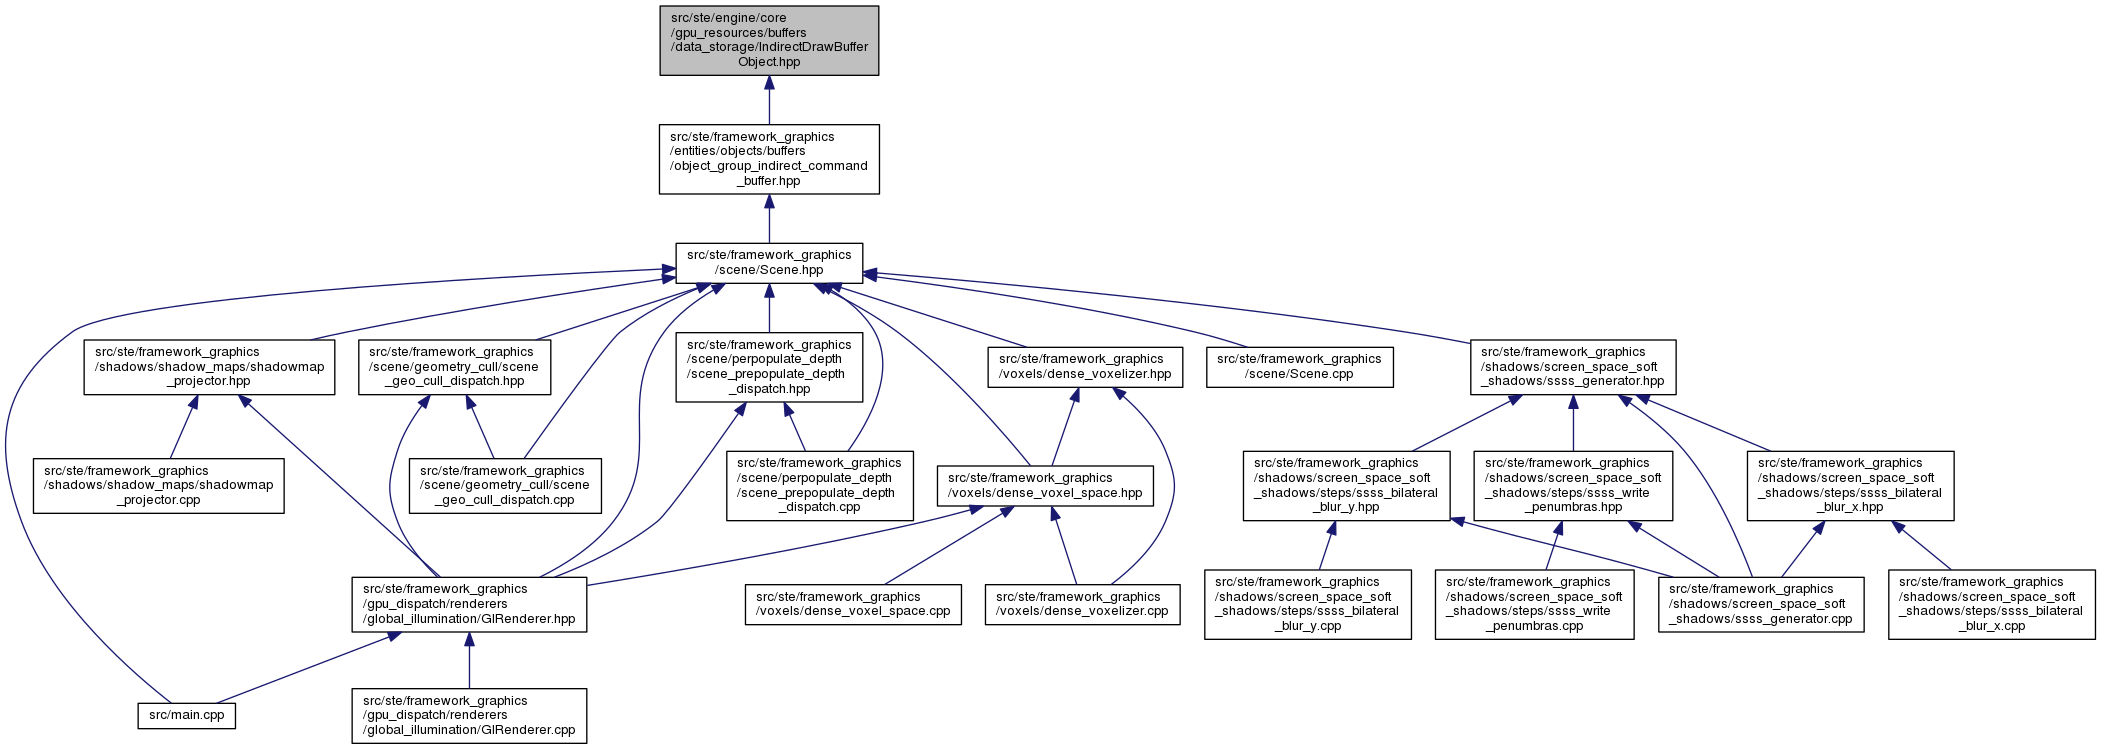 src/ste/engine/core
/gpu_resources/buffers
/data_storage/IndirectDrawBuffer
Object.hpp
src/ste/framework_graphics
/entities/objects/buffers
/object_group_indirect_command
_buffer.hpp
src/ste/framework_graphics
/scene/Scene.hpp
src/ste/framework_graphics
/shadows/shadow_maps/shadowmap
_projector.hpp
src/ste/framework_graphics
/scene/geometry_cull/scene
_geo_cull_dispatch.hpp
src/ste/framework_graphics
/scene/perpopulate_depth
/scene_prepopulate_depth
_dispatch.hpp
src/ste/framework_graphics
/voxels/dense_voxelizer.hpp
src/ste/framework_graphics
/scene/Scene.cpp
src/ste/framework_graphics
/shadows/screen_space_soft
_shadows/ssss_generator.hpp
src/ste/framework_graphics
/shadows/shadow_maps/shadowmap
_projector.cpp
src/ste/framework_graphics
/scene/geometry_cull/scene
_geo_cull_dispatch.cpp
src/ste/framework_graphics
/scene/perpopulate_depth
/scene_prepopulate_depth
_dispatch.cpp
src/ste/framework_graphics
/voxels/dense_voxel_space.hpp
src/ste/framework_graphics
/shadows/screen_space_soft
_shadows/steps/ssss_bilateral
_blur_y.hpp
src/ste/framework_graphics
/shadows/screen_space_soft
_shadows/steps/ssss_write
_penumbras.hpp
src/ste/framework_graphics
/shadows/screen_space_soft
_shadows/steps/ssss_bilateral
_blur_x.hpp
src/ste/framework_graphics
/gpu_dispatch/renderers
/global_illumination/GIRenderer.hpp
src/ste/framework_graphics
/voxels/dense_voxel_space.cpp
src/ste/framework_graphics
/voxels/dense_voxelizer.cpp
src/ste/framework_graphics
/shadows/screen_space_soft
_shadows/steps/ssss_bilateral
_blur_y.cpp
src/ste/framework_graphics
/shadows/screen_space_soft
_shadows/steps/ssss_write
_penumbras.cpp
src/ste/framework_graphics
/shadows/screen_space_soft
_shadows/ssss_generator.cpp
src/ste/framework_graphics
/shadows/screen_space_soft
_shadows/steps/ssss_bilateral
_blur_x.cpp
src/main.cpp
src/ste/framework_graphics
/gpu_dispatch/renderers
/global_illumination/GIRenderer.cpp